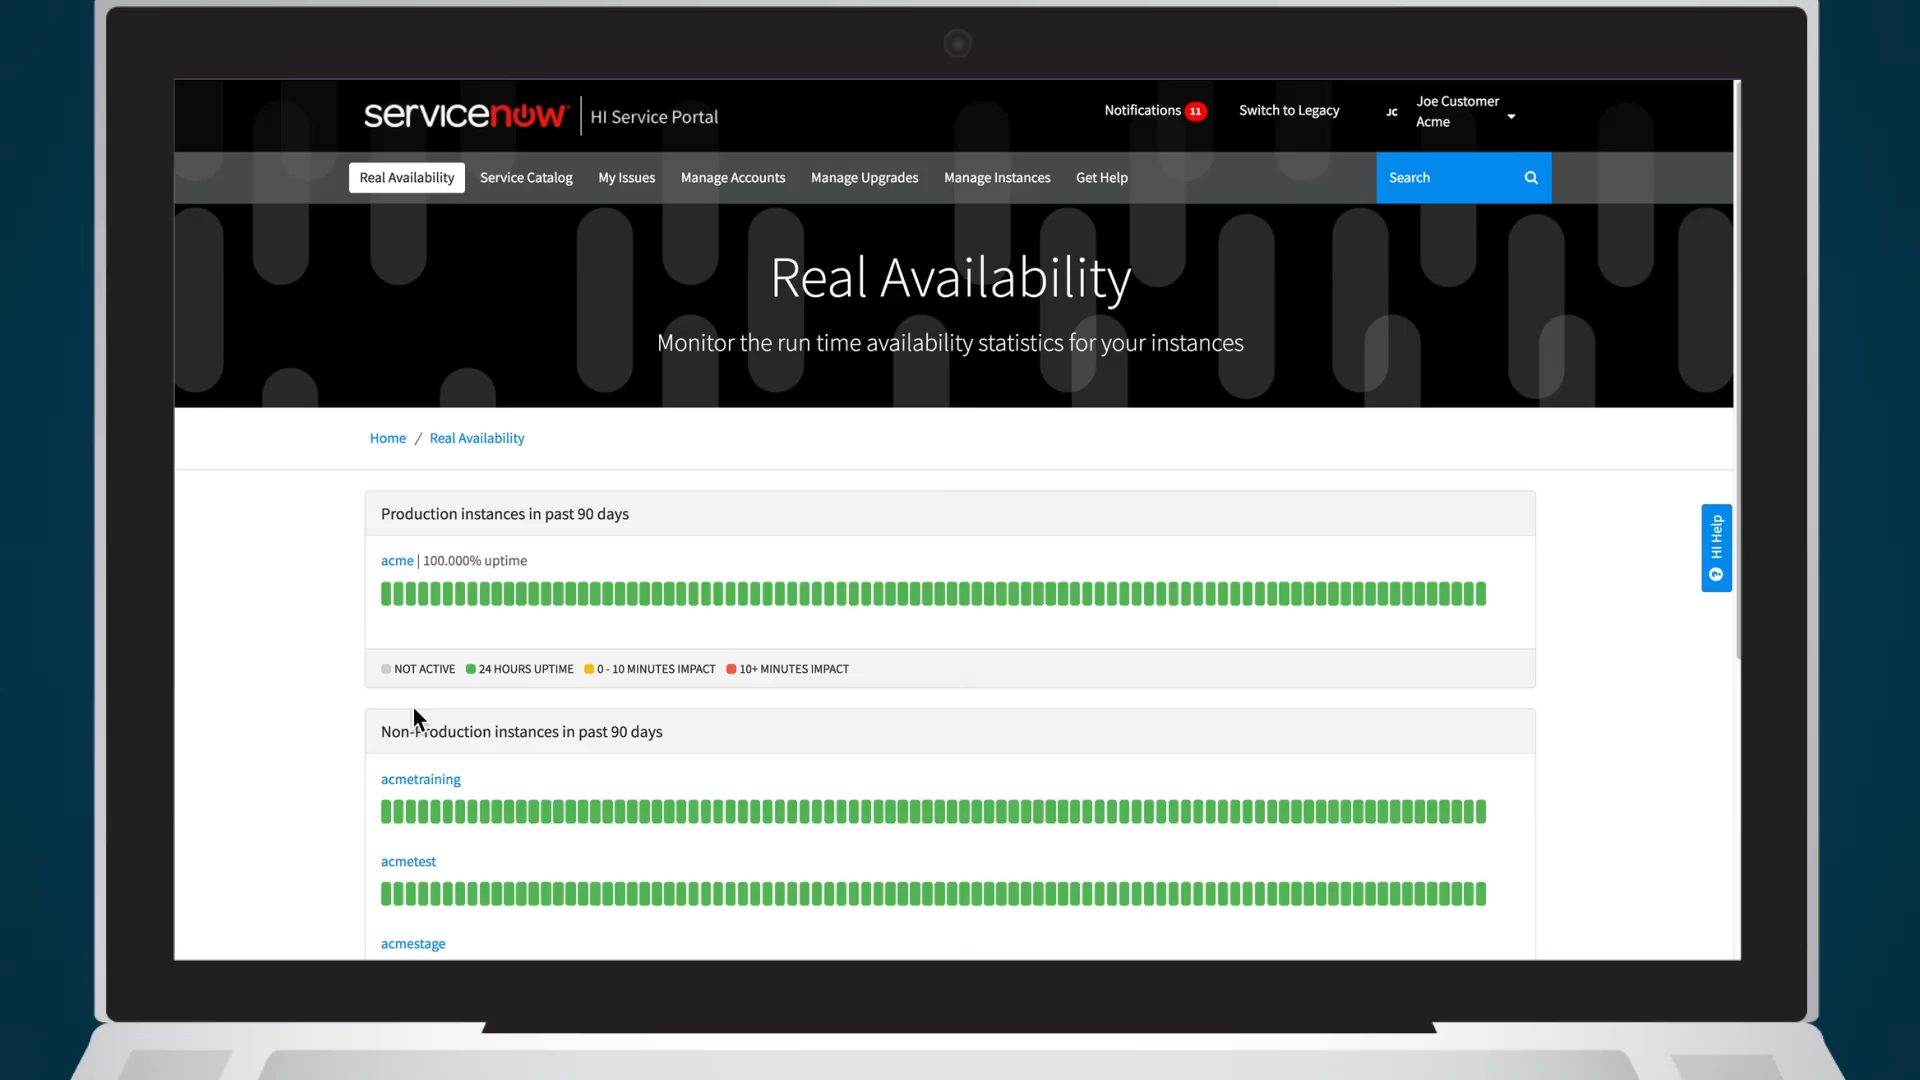 servicenow HI Service Portal
Notifications 11
Switch to Legacy
JC
Joe Customer
Acme
Real Availability
Service Catalog
My Issues
Manage Accounts
Manage Upgrades
Manage Instances
Get Help
Search
Real Availability
Monitor the run time availability statistics for your instances
Home / Real Availability
Production instances in past 90 days
acme | 100.000% uptime
NOT ACTIVE 24 HOURS UPTIME 0 - 10 MINUTES IMPACT 10+ MINUTES IMPACT
HI Help
Non-Production instances in past 90 days
acmetraining
acmetest
acmestage